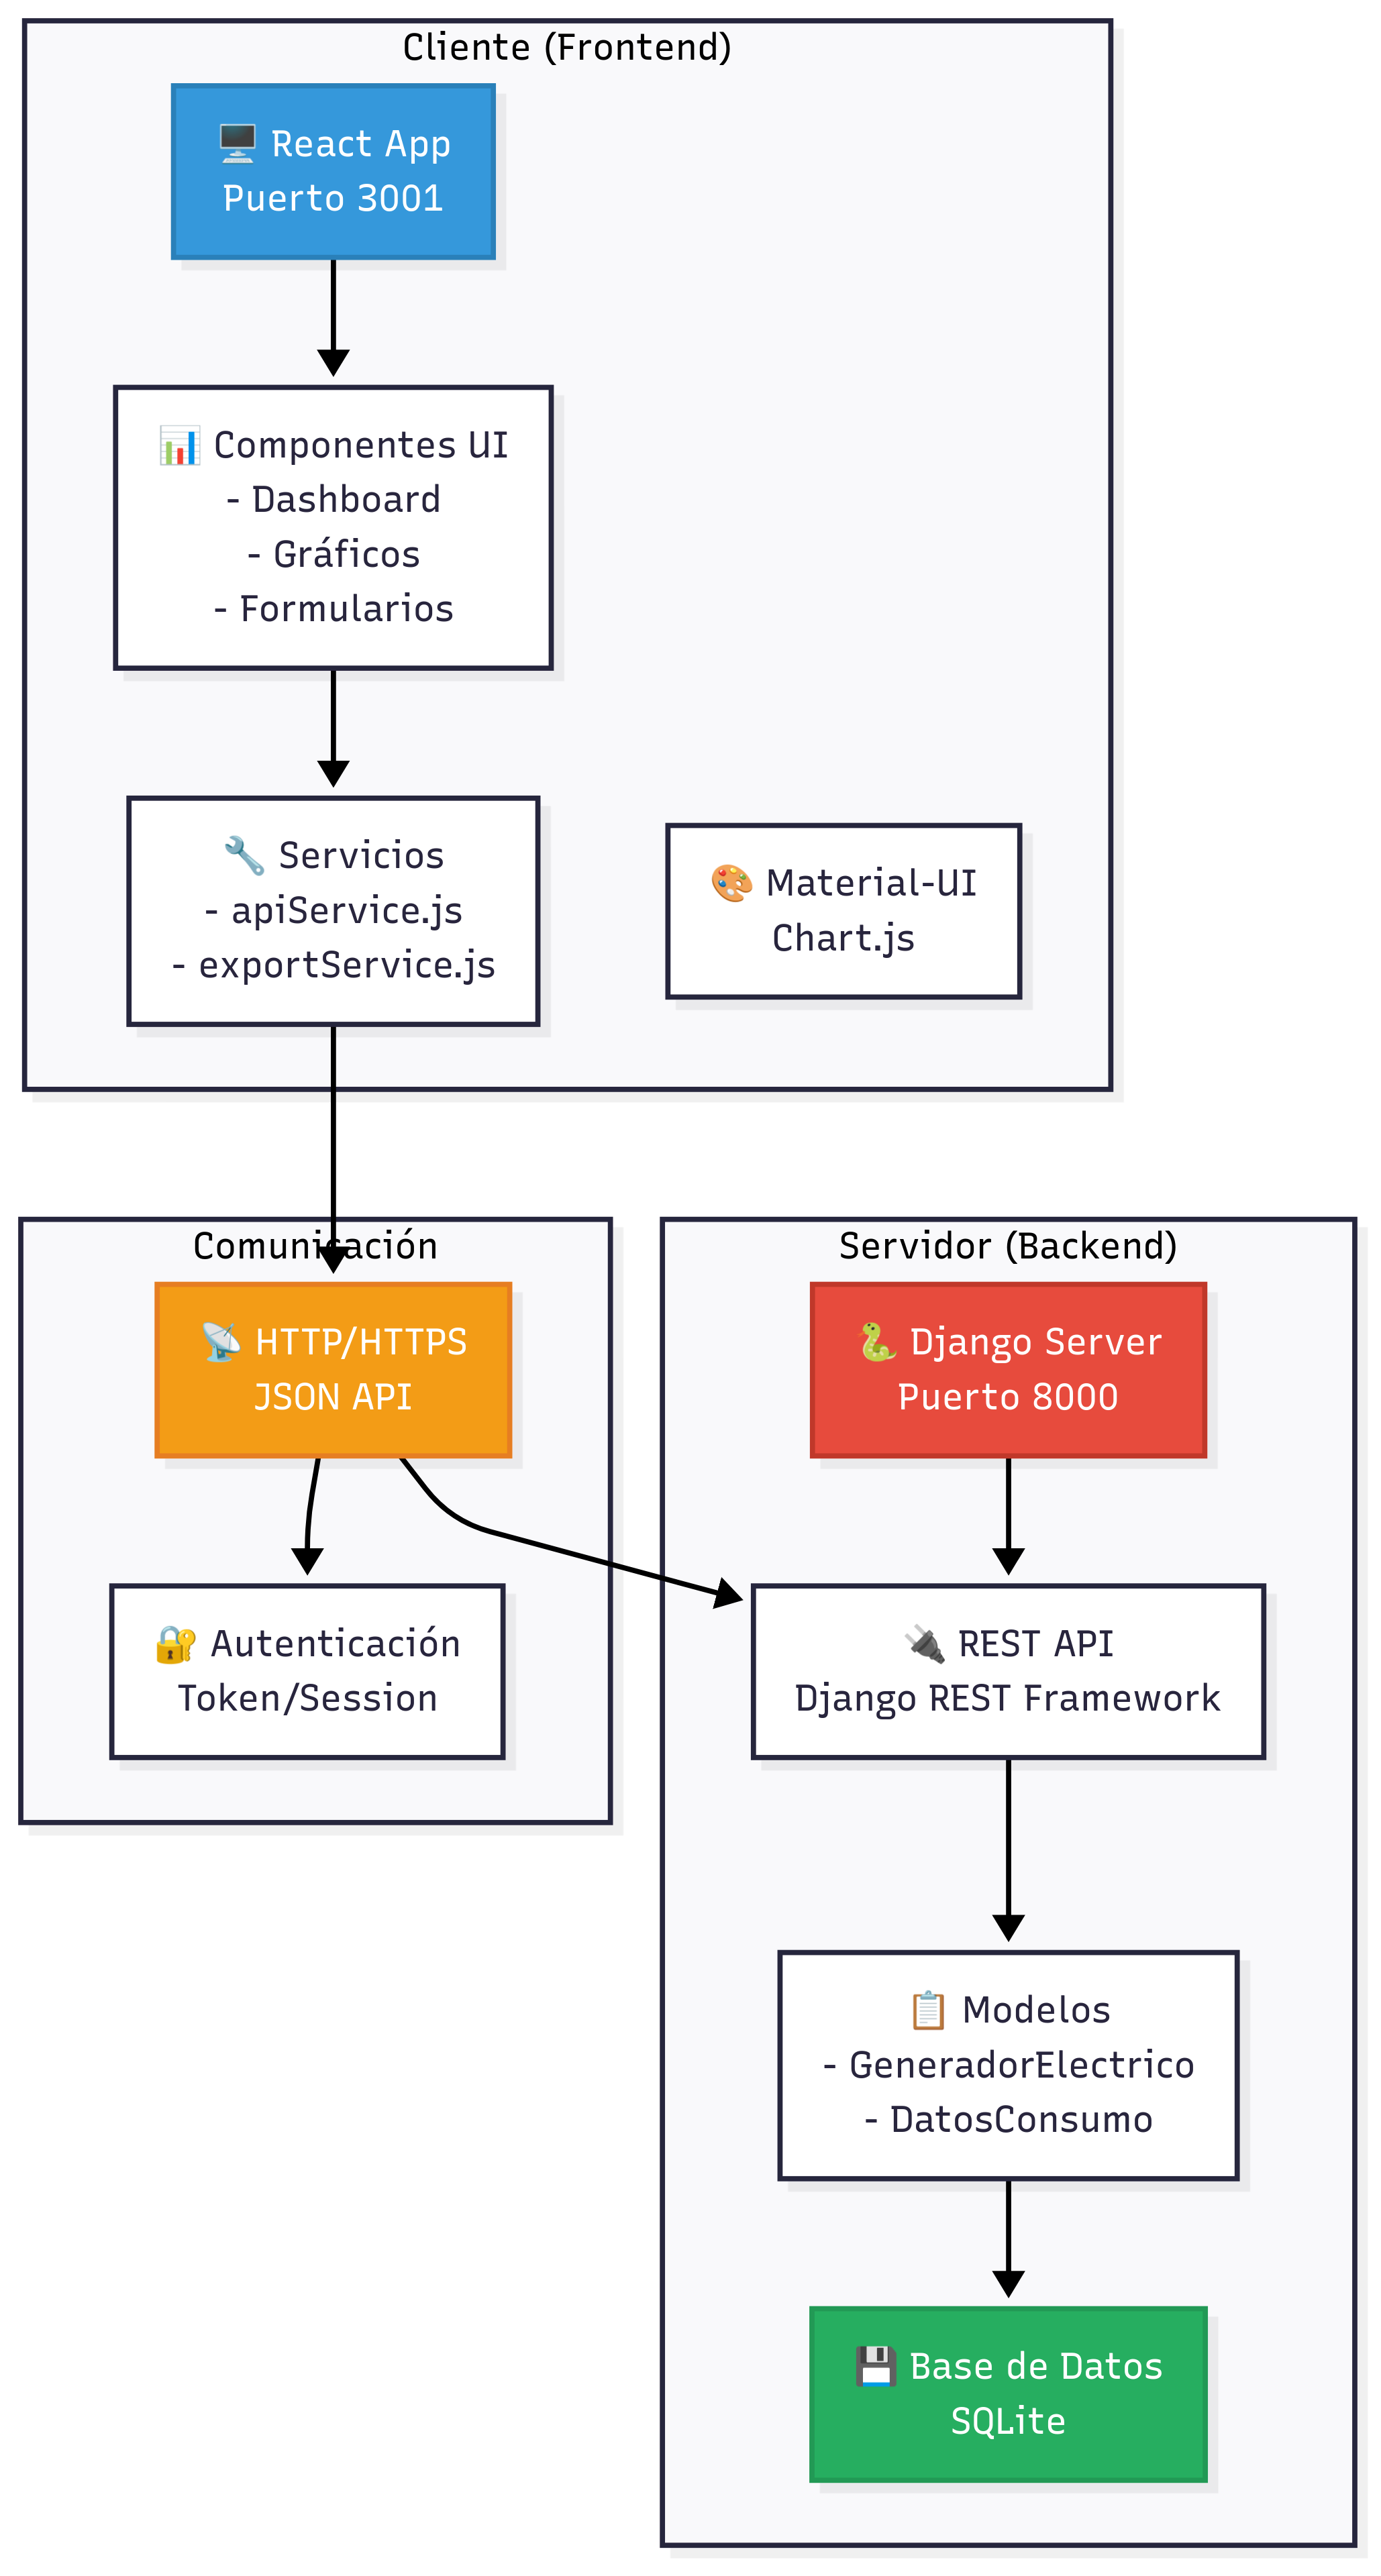 Cliente (Frontend)
🖥️ React App
Puerto 3001
📊 Componentes UI
- Dashboard
- Gráficos
- Formularios
🔧 Servicios
- apiService.js
- exportService.js
🎨 Material-UI
Chart.js
Comunicación
📡 HTTP/HTTPS
JSON API
🔐 Autenticación
Token/Session
Servidor (Backend)
🐍 Django Server
Puerto 8000
🔌 REST API
Django REST Framework
📋 Modelos
- GeneradorElectrico
- DatosConsumo
💾 Base de Datos
SQLite